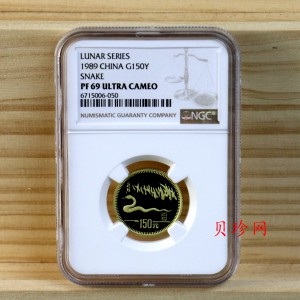 LUNAR SERIES
1989 CHINA G150Y
SNAKE
PF 69 ULTRA CAMEO
6715006-050
NUMISMATIC GUARANTY COMPANY
NGC
150元
贝珍网